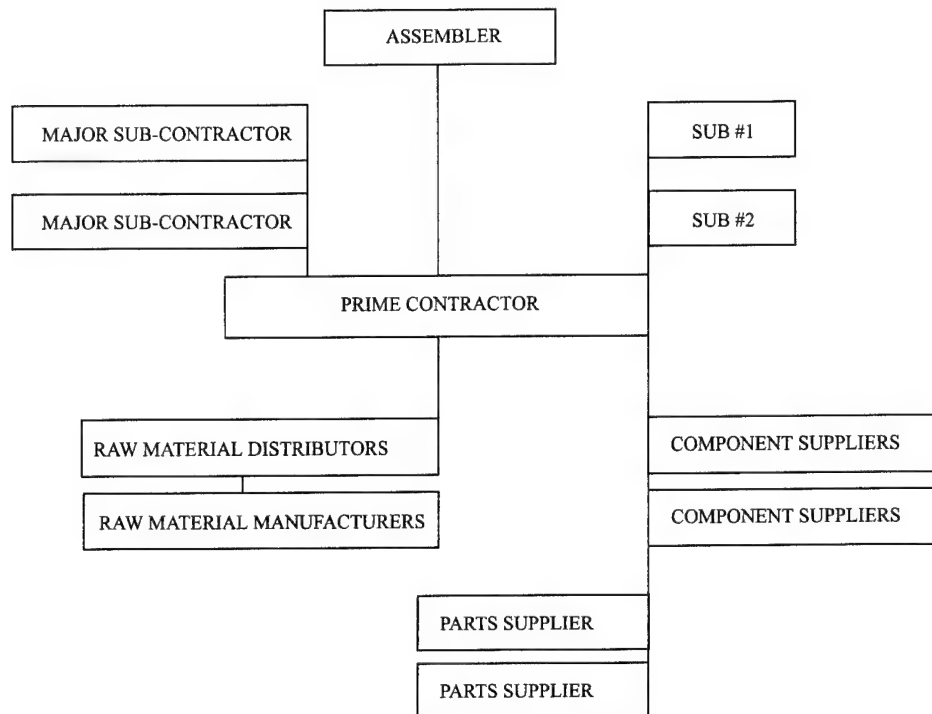 ASSEMBLER
MAJOR SUB-CONTRACTOR
SUB #1
MAJOR SUB-CONTRACTOR
SUB #2
PRIME CONTRACTOR
RAW MATERIAL DISTRIBUTORS
COMPONENT SUPPLIERS
RAW MATERIAL MANUFACTURERS
COMPONENT SUPPLIERS
PARTS SUPPLIER
PARTS SUPPLIER